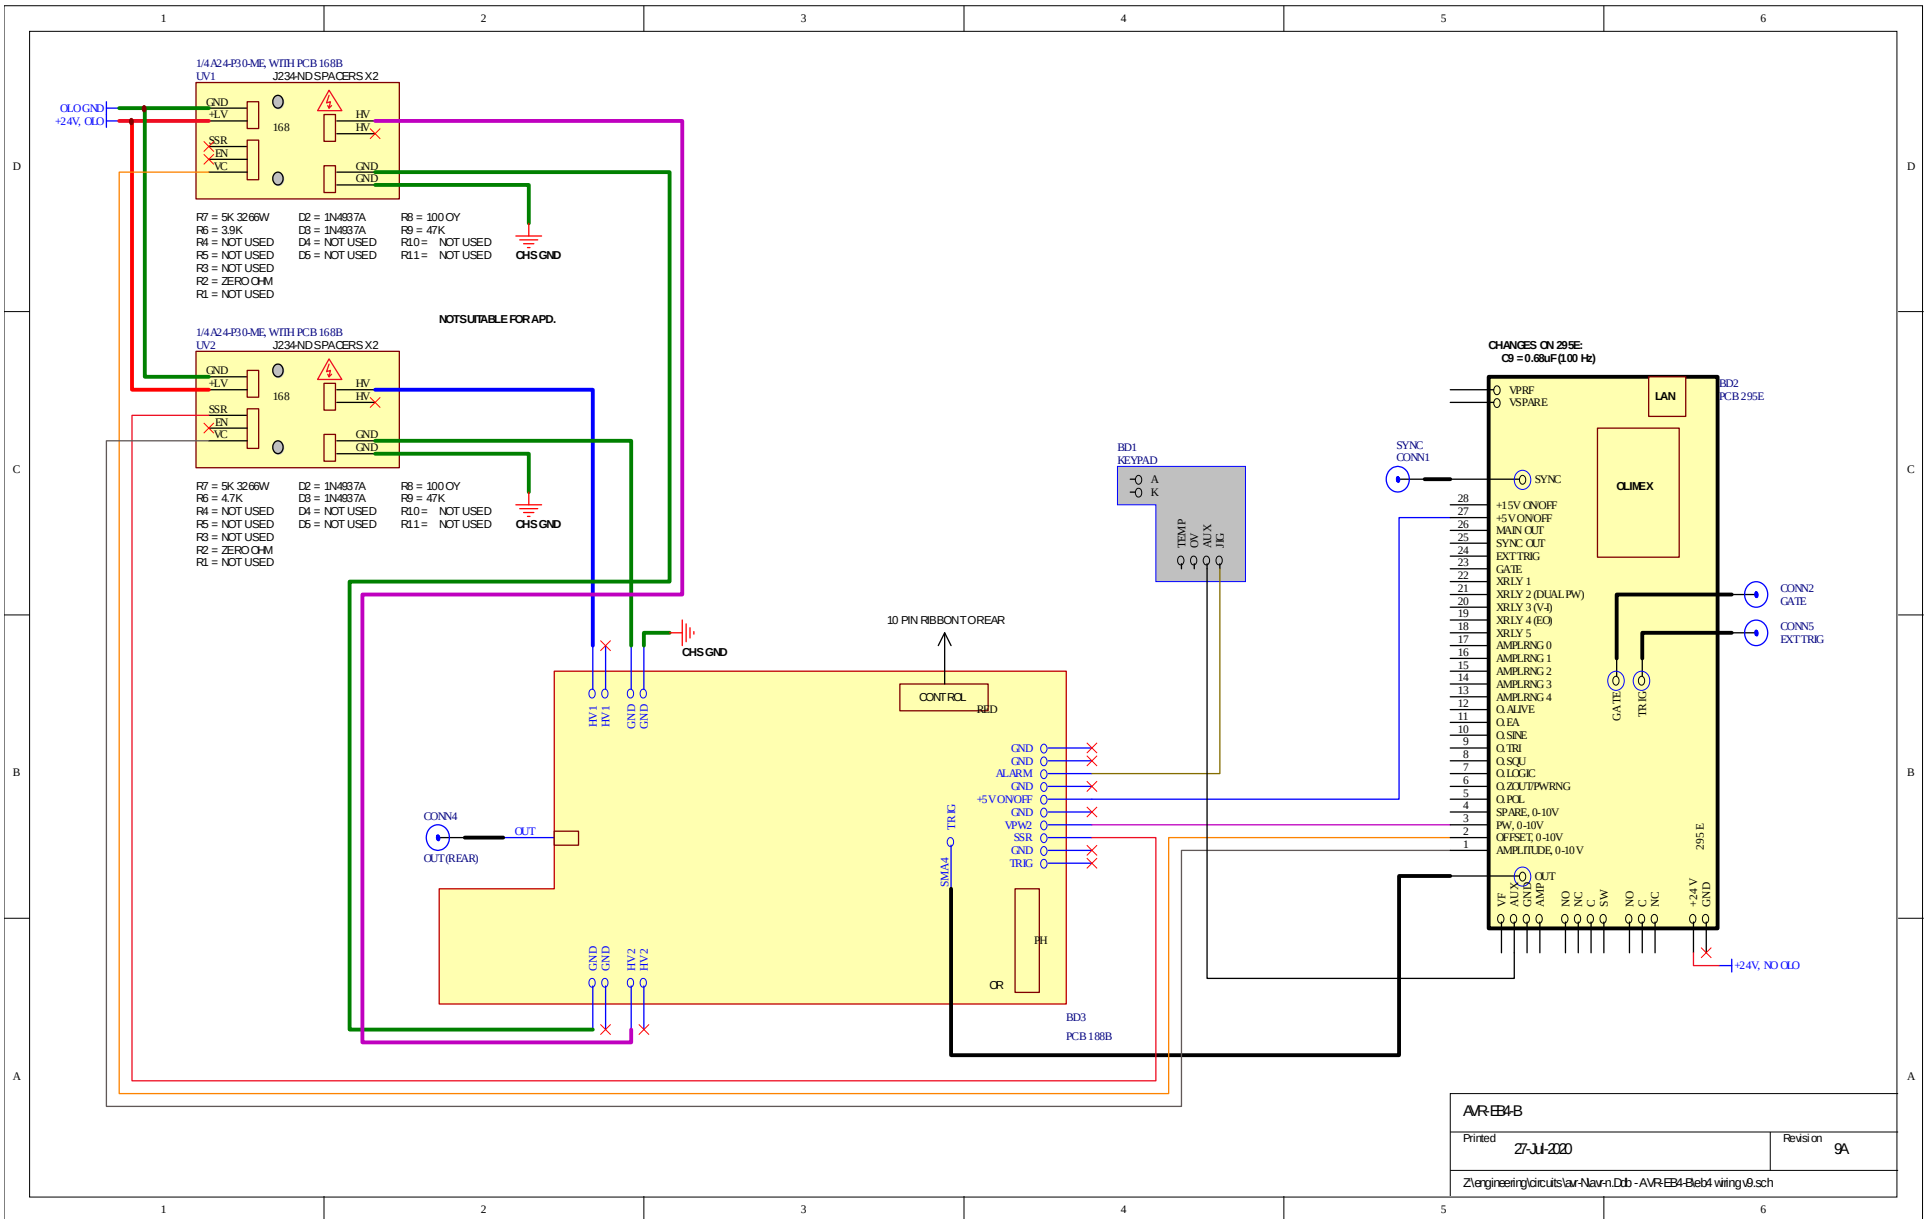 1 2 3 4 5 6
D D
C C
B B
A A
1/4 A24-P30-ME, WITH PCB 168B
UV1 J234-ND SPACERS X2
OLO GND
+24V, OLO
GND
+LV
SSR
EN
VC
168
HV
HV
GND
GND
R7 = 5K 3266W D2 = 1N4937A R8 = 100 OY
R6 = 3.9K D3 = 1N4937A R9 = 47K
R4 = NOT USED D4 = NOT USED R10 = NOT USED
R5 = NOT USED D5 = NOT USED R11 = NOT USED
R3 = NOT USED
R2 = ZERO OHM
R1 = NOT USED
CHS GND
NOT SUITABLE FOR APD.
1/4 A24-P30-ME, WITH PCB 168B
UV2 J234-ND SPACERS X2
GND
+LV
SSR
EN
VC
168
HV
HV
GND
GND
R7 = 5K 3266W D2 = 1N4937A R8 = 100 OY
R6 = 4.7K D3 = 1N4937A R9 = 47K
R4 = NOT USED D4 = NOT USED R10 = NOT USED
R5 = NOT USED D5 = NOT USED R11 = NOT USED
R3 = NOT USED
R2 = ZERO OHM
R1 = NOT USED
CHS GND
CHS GND
10 PIN RIBBON TO REAR
CONTROL
RED
HV1
HV1
GND
GND
GND
GND
ALARM
GND
+5V ON/OFF
GND
VPW2
SSR
GND
TRIG
TRIG
SMA4
CONN4
OUT
OUT (REAR)
GND
GND
HV2
HV2
PH
OR
BD3
PCB 188B
BD1
KEYPAD
A
K
TEMP
OV
AUX
JIG
CHANGES ON 295E:
C9 = 0.68uF (100 Hz)
BD2
PCB 295E
VPRF
VSPARE
LAN
OLIMEX
SYNC
CONN1
SYNC
28 +15V ON/OFF
27 +5V ON/OFF
26 MAIN OUT
25 SYNC OUT
24 EXT TRIG
23 GATE
22 XRLY 1
21 XRLY 2 (DUAL PW)
20 XRLY 3 (V-I)
19 XRLY 4 (EO)
18 XRLY 5
17 AMPLRNG 0
16 AMPLRNG 1
15 AMPLRNG 2
14 AMPLRNG 3
13 AMPLRNG 4
12 O.ALIVE
11 O.EA
10 O.SINE
9 O.TRI
8 O.SQU
7 O.LOGIC
6 O.ZOUT/PWRNG
5 O.POL
4 SPARE, 0-10V
3 PW, 0-10V
2 OFFSET, 0-10V
1 AMPLITUDE, 0-10V
CONN2
GATE
CONN5
EXT TRIG
GATE
TRIG
295E
OUT
VF
AUX
GND
AMP
NO
NC
C
SW
NO
C
NC
+24 V
GND
+24V, NO OLO
AVR-EB4-B
Printed 27-Jul-2020 Revision 9A
Z:\engineering\circuits\avr-N\avr-n.Ddb - AVR-EB4-B\eb4 wiring v9.sch
1 2 3 4 5 6